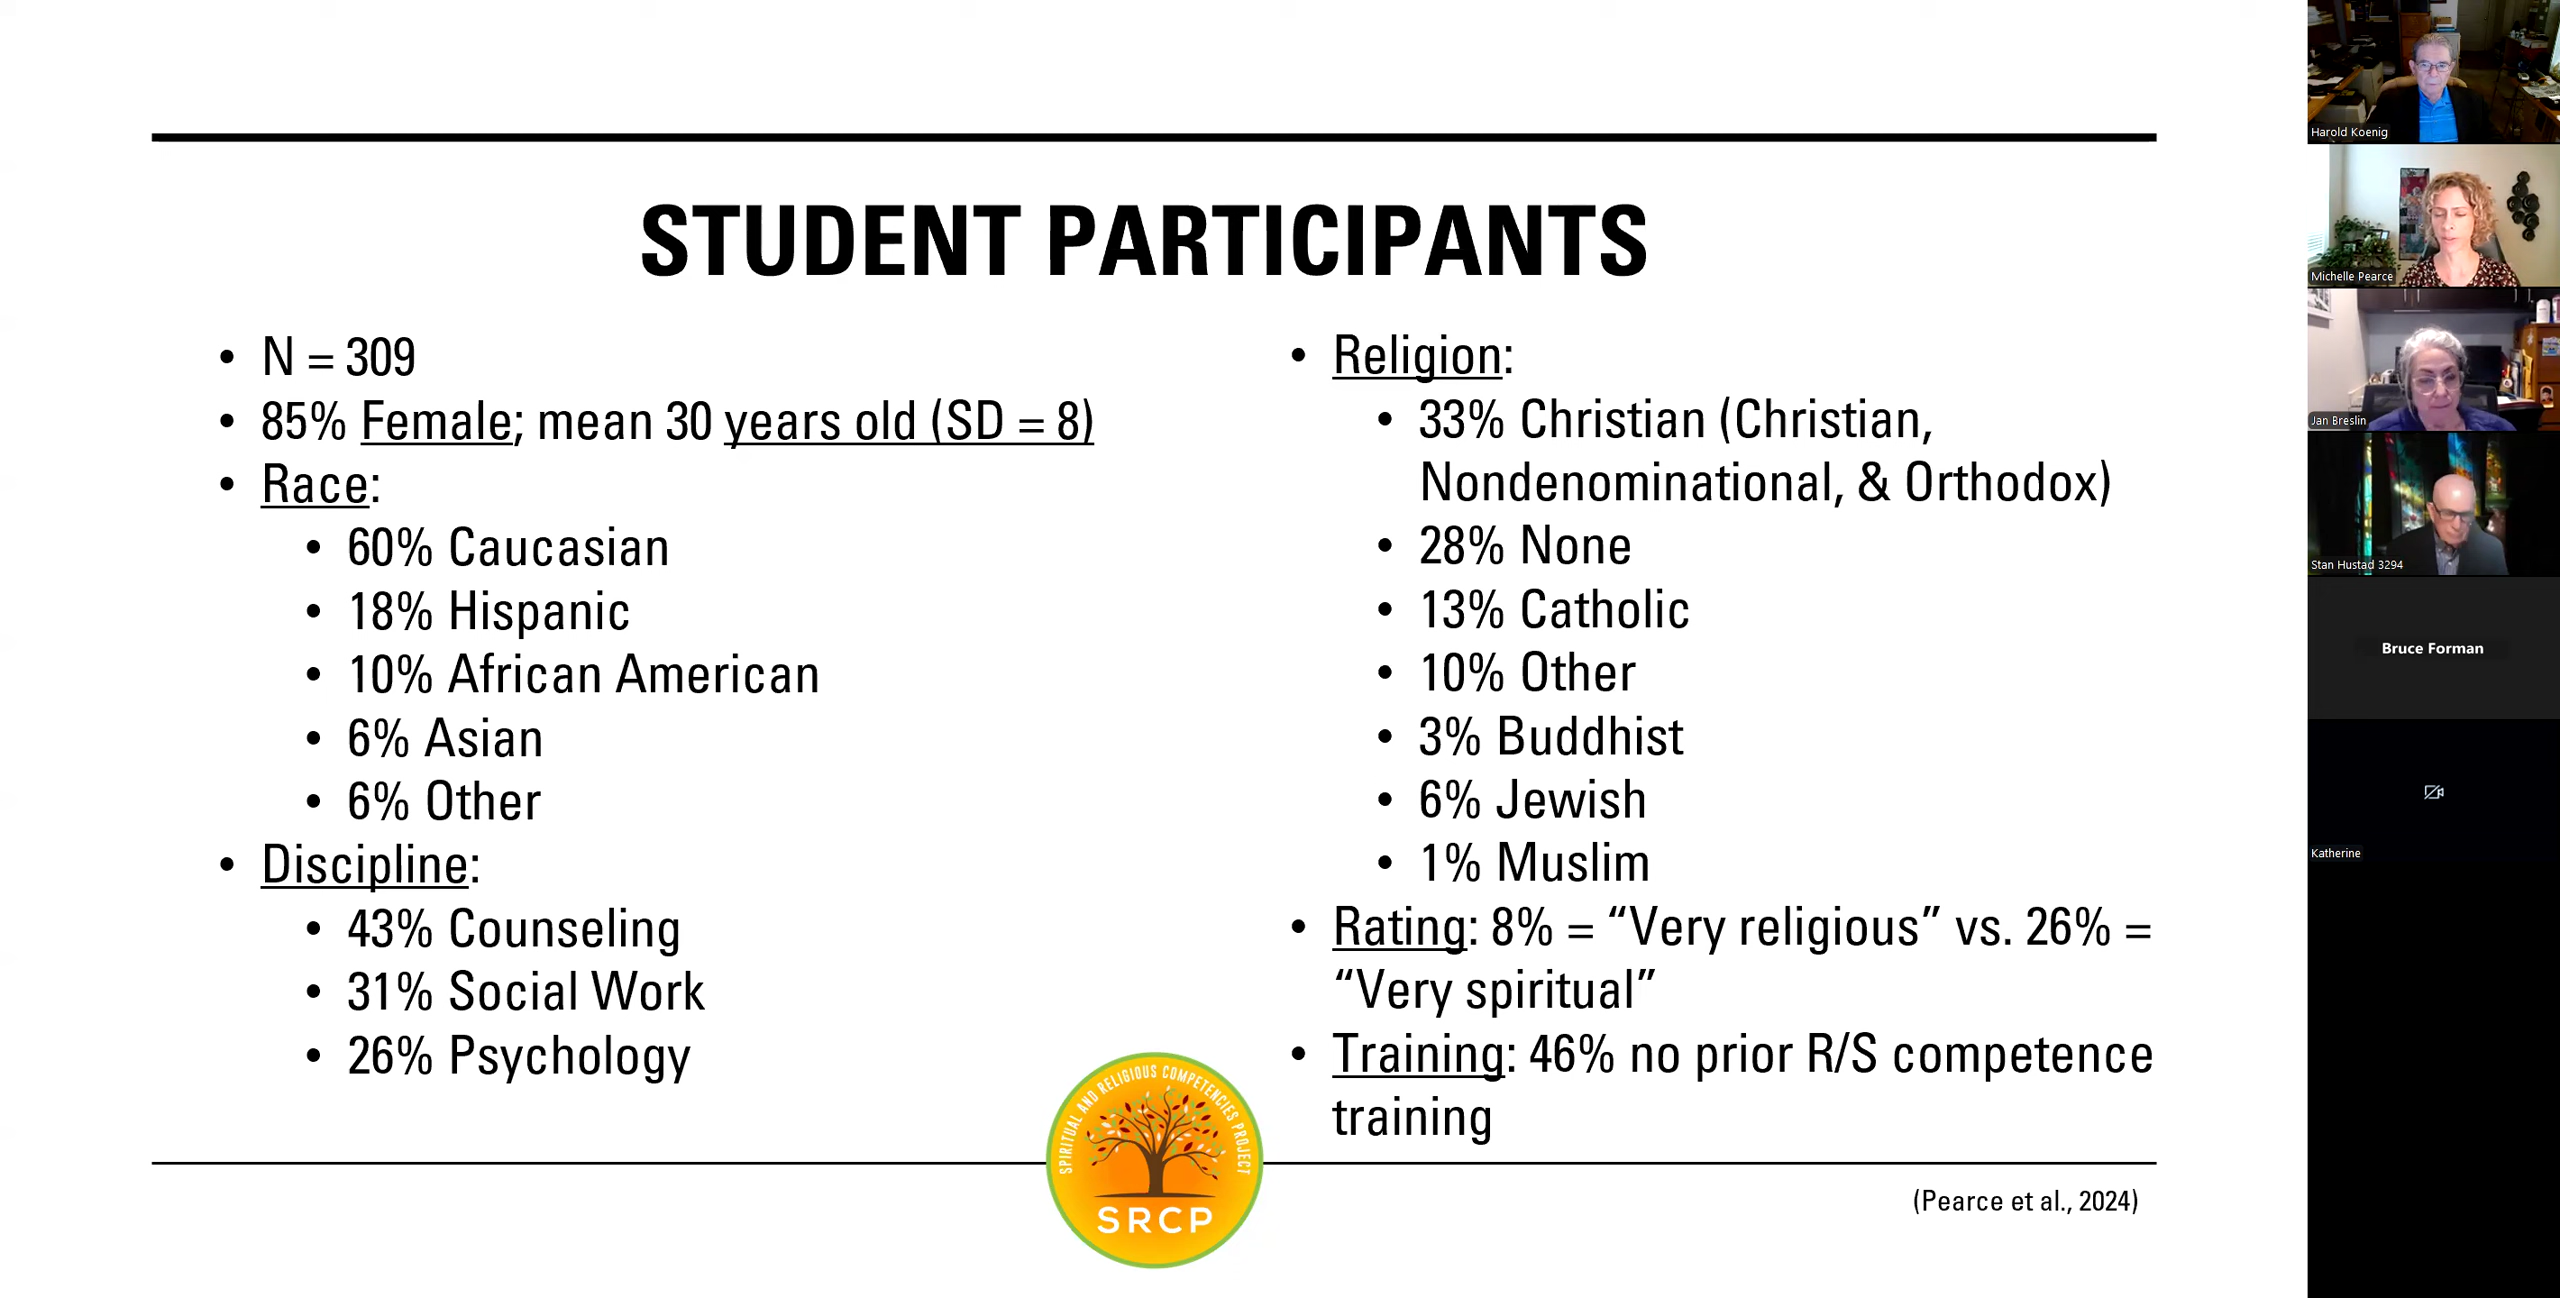 STUDENT PARTICIPANTS
• N = 309
• 85% Female; mean 30 years old (SD = 8)
• Race:
• 60% Caucasian
• 18% Hispanic
• 10% African American
• 6% Asian
• 6% Other
• Discipline:
• 43% Counseling
• 31% Social Work
• 26% Psychology
• Religion:
• 33% Christian (Christian,
Nondenominational, & Orthodox)
• 28% None
• 13% Catholic
• 10% Other
• 3% Buddhist
• 6% Jewish
• 1% Muslim
• Rating: 8% = “Very religious” vs. 26% =
“Very spiritual”
• Training: 46% no prior R/S competence
training
SPIRITUAL AND RELIGIOUS COMPETENCIES PROJECT
SRCP
(Pearce et al., 2024)
Harold Koenig
Michelle Pearce
Jan Breslin
Stan Hustad 3294
Bruce Forman
Katherine